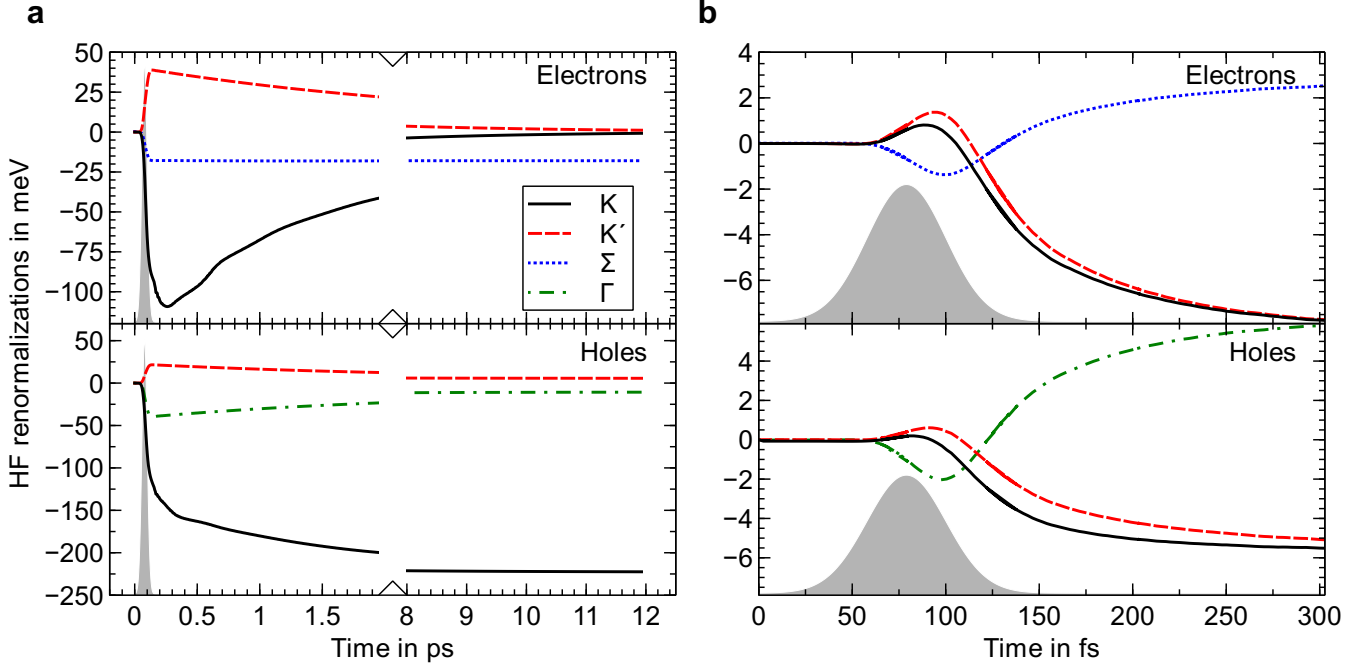 a
b
HF renormalizations in meV
50
25
0
−25
−50
−75
−100
Electrons
K
K´
Σ
Γ
50
0
−50
−100
−150
−200
−250
Holes
0 0.5 1 1.5 8 9 10 11 12
Time in ps
4
2
0
−2
−4
−6
Electrons
4
2
0
−2
−4
−6
Holes
0 50 100 150 200 250 300
Time in fs